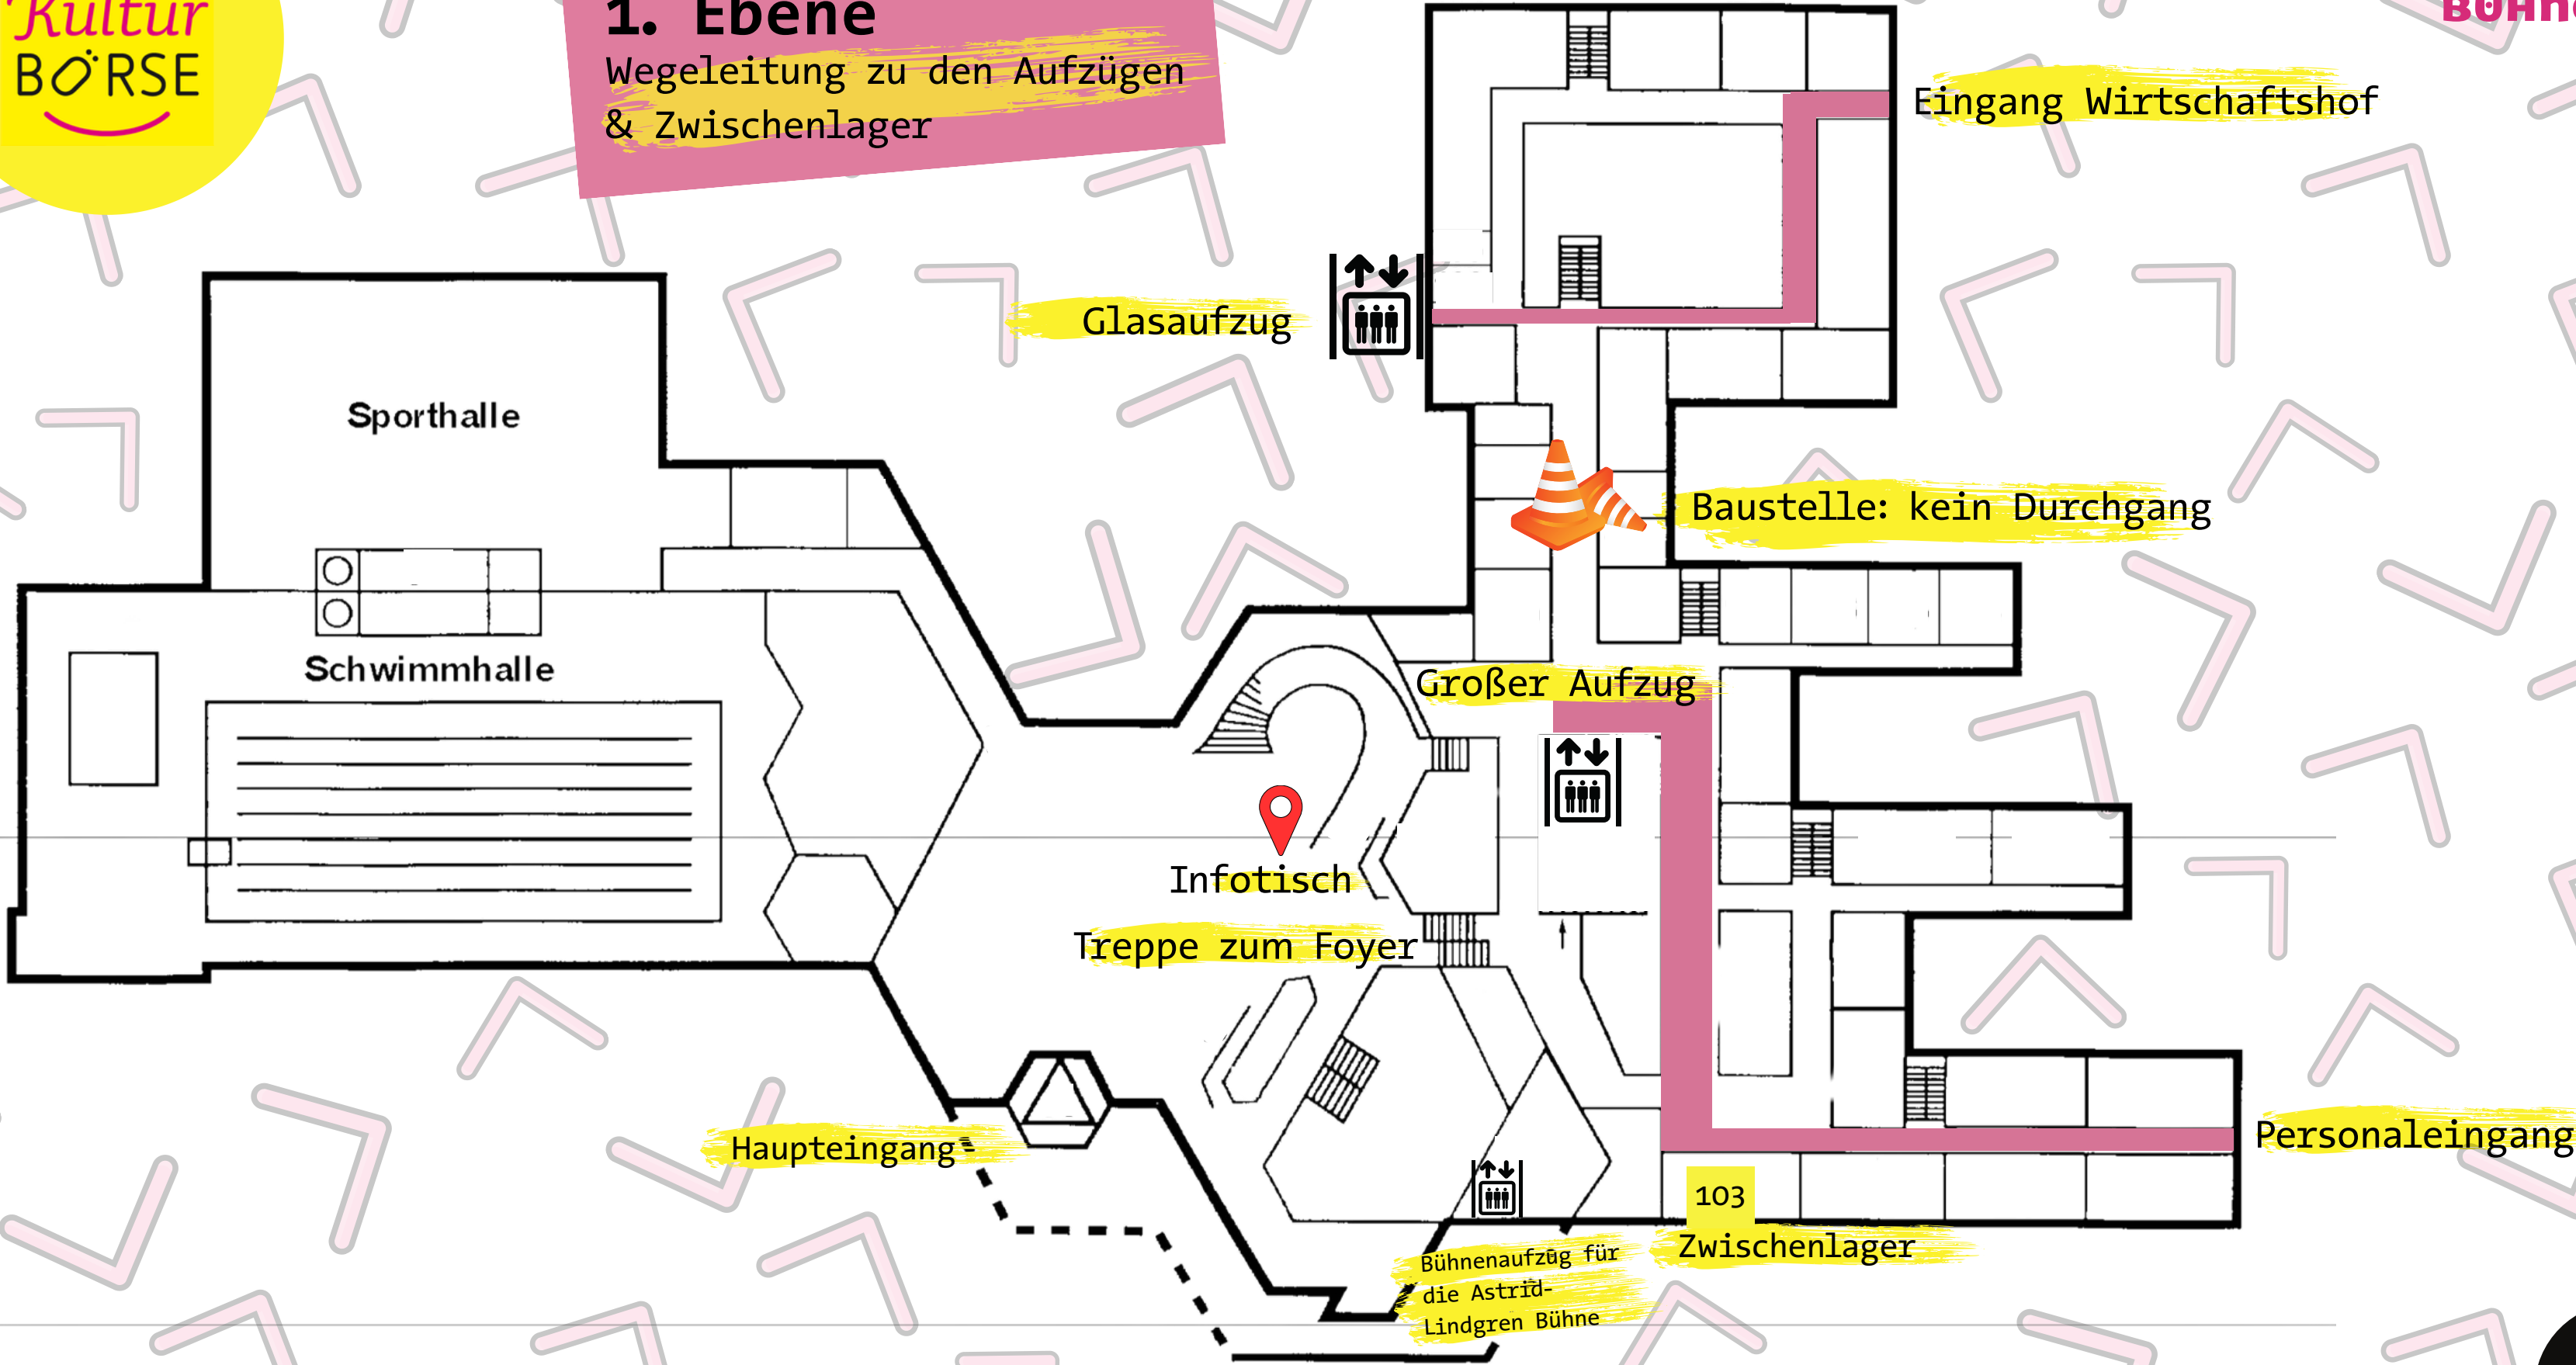 Kultur
BÖRSE
1. Ebene
Wegeleitung zu den Aufzügen
& Zwischenlager
Eingang Wirtschaftshof
Glasaufzug
Sporthalle
Baustelle: kein Durchgang
Schwimmhalle
Großer Aufzug
Infotisch
Treppe zum Foyer
Haupteingang
Personaleingang
103
Zwischenlager
Bühnenaufzug für
die Astrid-
Lindgren Bühne